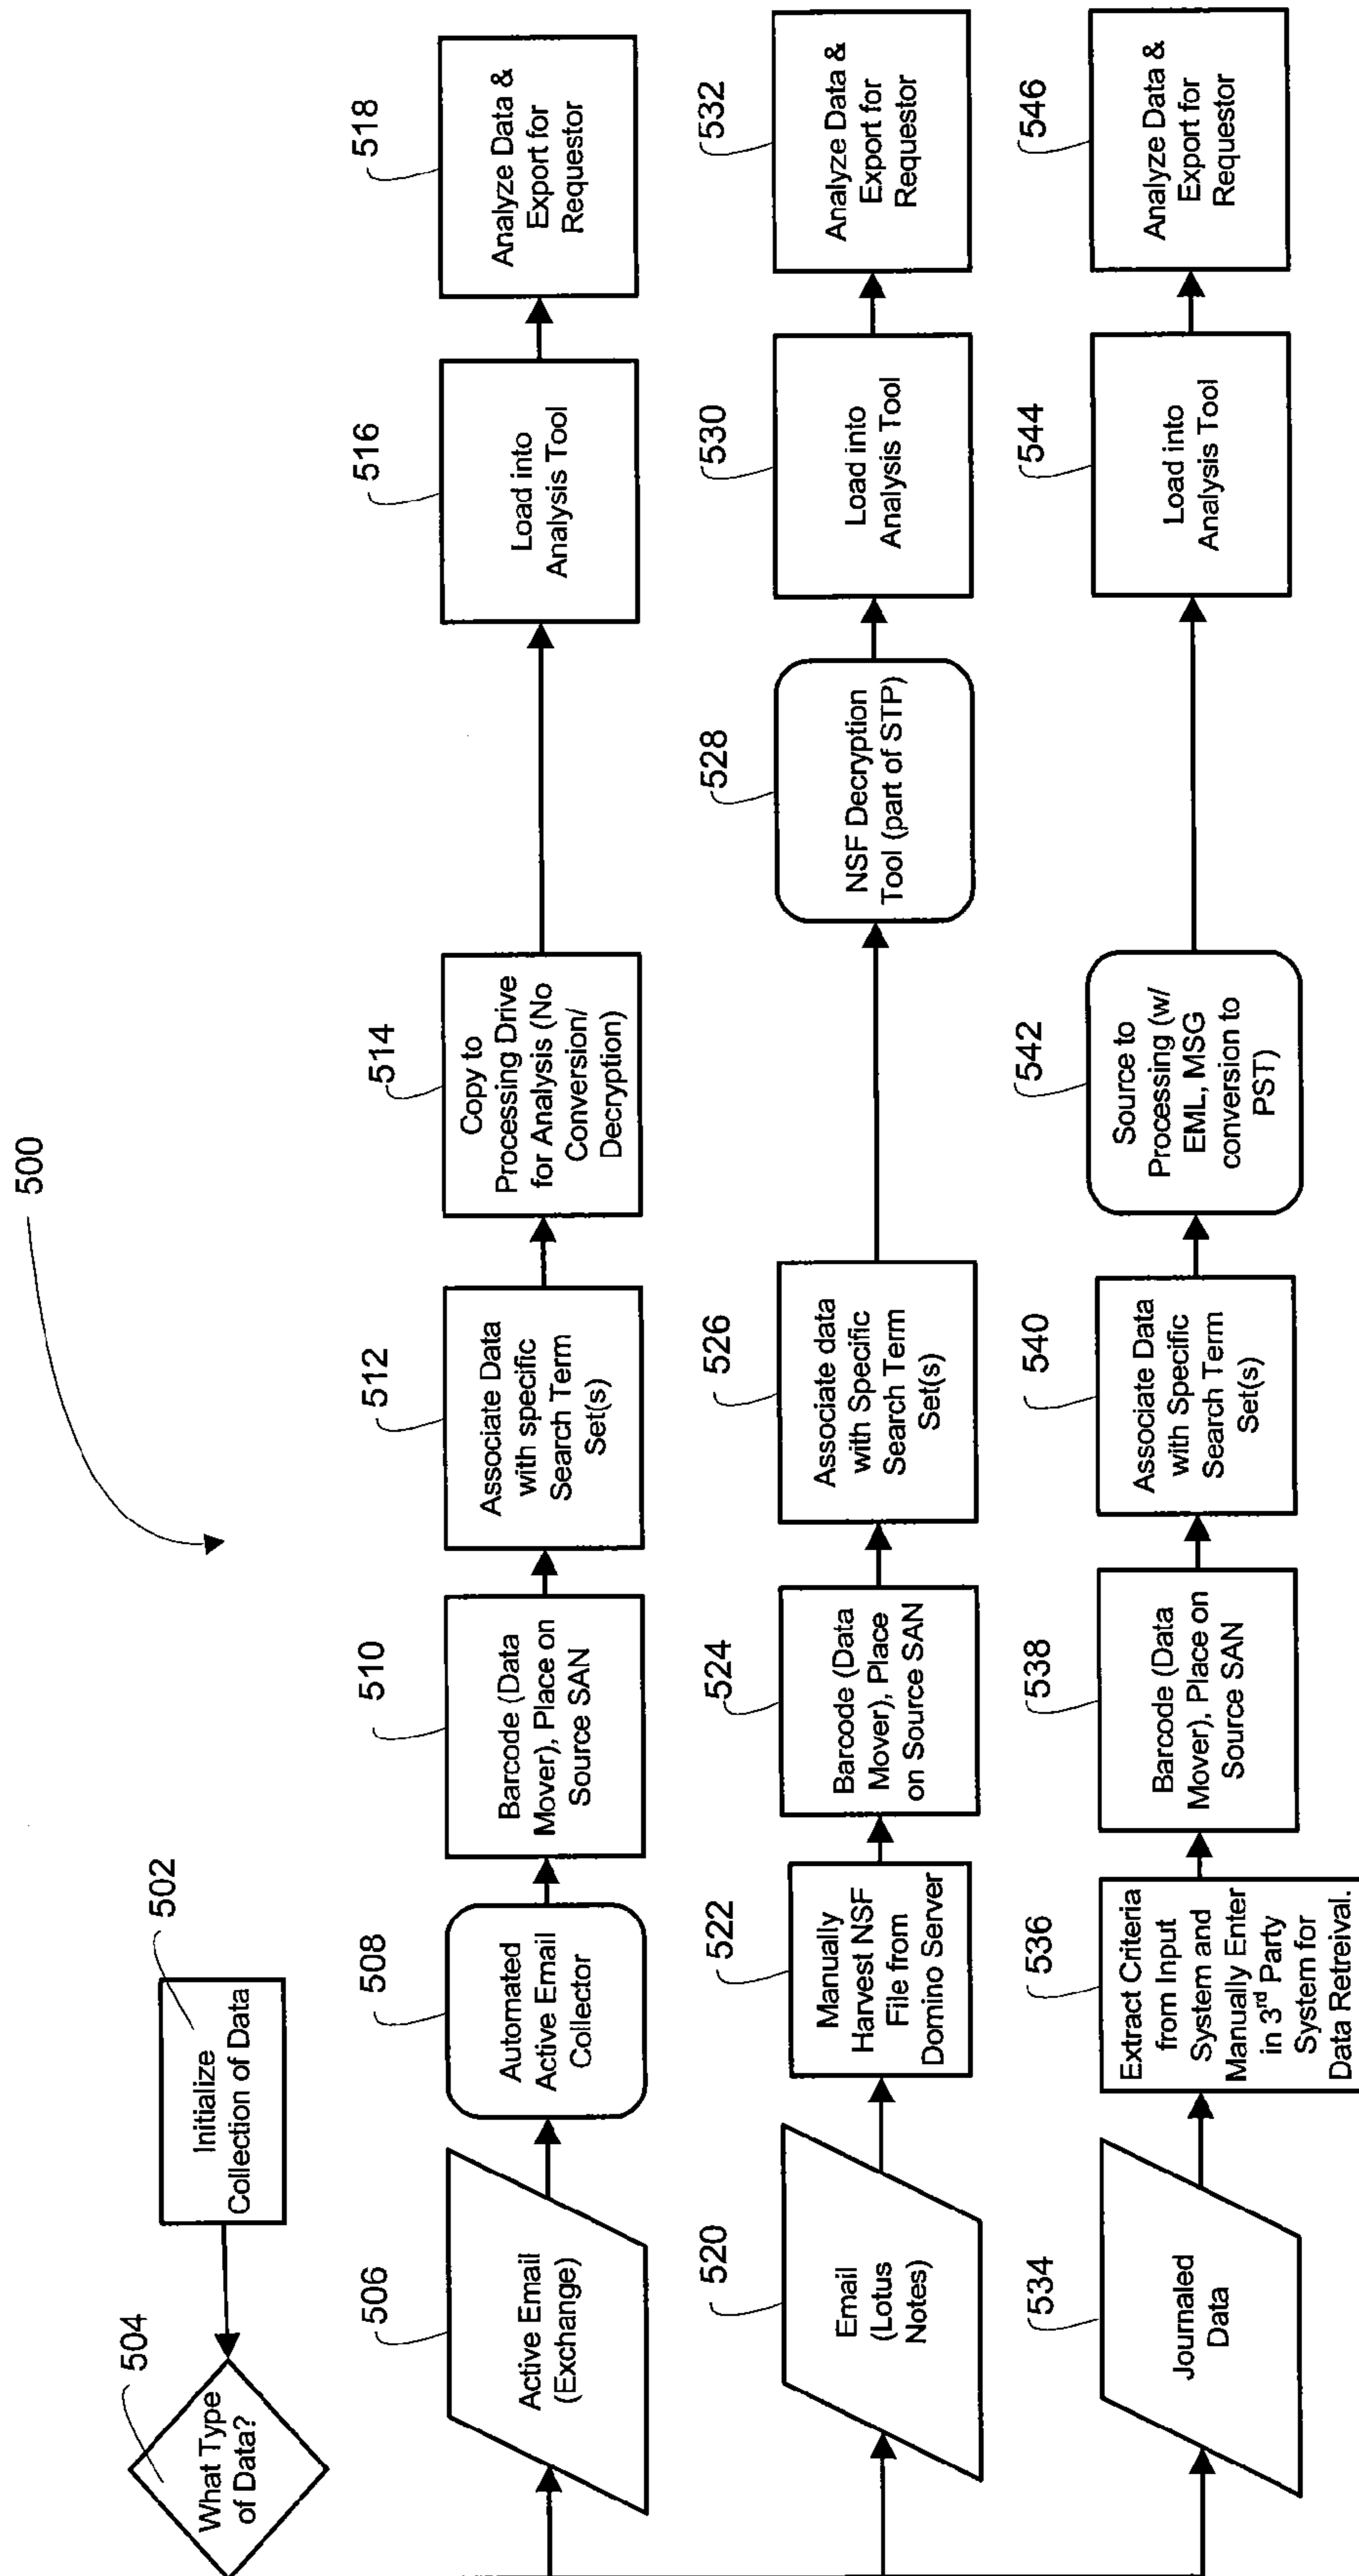 500
502
Initialize
Collection of Data
504
What Type
of Data?
506
Active Email
(Exchange)
508
Automated
Active Email
Collector
510
Barcode (Data
Mover), Place on
Source SAN
512
Associate Data
with specific
Search Term
Set(s)
514
Copy to
Processing Drive
for Analysis (No
Conversion/
Decryption)
516
Load into
Analysis Tool
518
Analyze Data &
Export for
Requestor
520
Email
(Lotus
Notes)
522
Manually
Harvest NSF
File from
Domino Server
524
Barcode (Data
Mover), Place
on Source SAN
526
Associate data
with Specific
Search Term
Set(s)
528
NSF Decryption
Tool (part of STP)
530
Load into
Analysis Tool
532
Analyze Data &
Export for
Requestor
534
Journaled
Data
536
Extract Criteria
from Input
System and
Manually Enter
in 3rd Party
System for
Data Retreival.
538
Barcode (Data
Mover), Place on
Source SAN
540
Associate Data
with Specific
Search Term
Set(s)
542
Source to
Processing (w/
EML, MSG
conversion to
PST)
544
Load into
Analysis Tool
546
Analyze Data &
Export for
Requestor